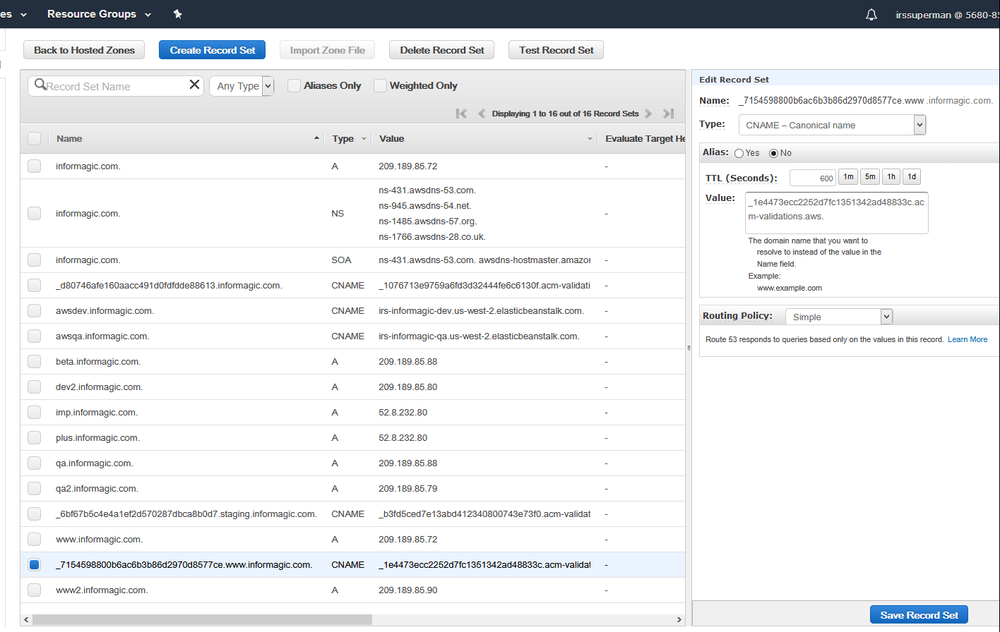 es
Resource Groups
irssuperman @ 5680-85
Back to Hosted Zones
Create Record Set
Import Zone File
Delete Record Set
Test Record Set
Record Set Name
Any Type
Aliases Only
Weighted Only
Displaying 1 to 16 out of 16 Record Sets
Name Type Value Evaluate Target He
informagic.com. A 209.189.85.72 -
informagic.com. NS ns-431.awsdns-53.com. -
ns-945.awsdns-54.net.
ns-1485.awsdns-57.org.
ns-1766.awsdns-28.co.uk.
informagic.com. SOA ns-431.awsdns-53.com. awsdns-hostmaster.amazon -
_d80746afe160aacc491d0fdfdde88613.informagic.com. CNAME _1076713e9759a6fd3d32444fe6c6130f.acm-validati -
awsdev.informagic.com. CNAME irs-informagic-dev.us-west-2.elasticbeanstalk.com. -
awsqa.informagic.com. CNAME irs-informagic-qa.us-west-2.elasticbeanstalk.com. -
beta.informagic.com. A 209.189.85.88 -
dev2.informagic.com. A 209.189.85.80 -
imp.informagic.com. A 52.8.232.80 -
plus.informagic.com. A 52.8.232.80 -
qa.informagic.com. A 209.189.85.88 -
qa2.informagic.com. A 209.189.85.79 -
_6bf67b5c4e4a1ef2d570287dbca8b0d7.staging.informagic.com. CNAME _b3fd5ced7e13abd412340800743e73f0.acm-validat -
www.informagic.com. A 209.189.85.72 -
_7154598800b6ac6b3b86d2970d8577ce.www.informagic.com. CNAME _1e4473ecc2252d7fc1351342ad48833c.acm-validat -
www2.informagic.com. A 209.189.85.90 -
Edit Record Set
Name: _7154598800b6ac6b3b86d2970d8577ce.www .informagic.com.
Type: CNAME – Canonical name
Alias: Yes No
TTL (Seconds): 600 1m 5m 1h 1d
Value: _1e4473ecc2252d7fc1351342ad48833c.ac
m-validations.aws.
The domain name that you want to
resolve to instead of the value in the
Name field.
Example:
www.example.com
Routing Policy: Simple
Route 53 responds to queries based only on the values in this record. Learn More
Save Record Set